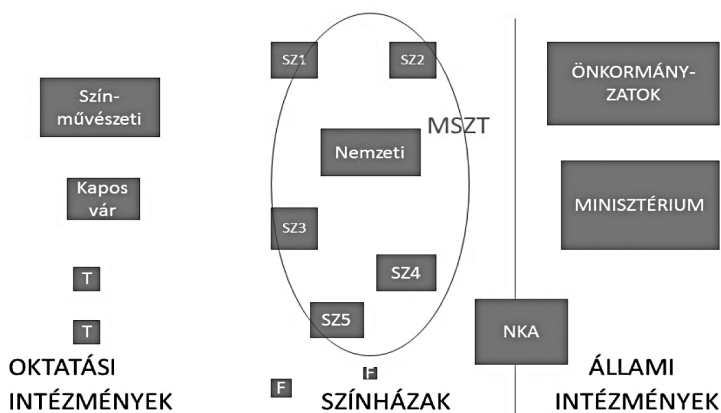 Szín-
művészeti
Kapos
vár
T
T
OKTATÁSI
INTÉZMÉNYEK
SZ1
SZ2
MSZT
Nemzeti
SZ3
SZ4
SZ5
F
F
SZÍNHÁZAK
ÖNKORMÁNY-
ZATOK
MINISZTÉRIUM
NKA
ÁLLAMI
INTÉZMÉNYEK